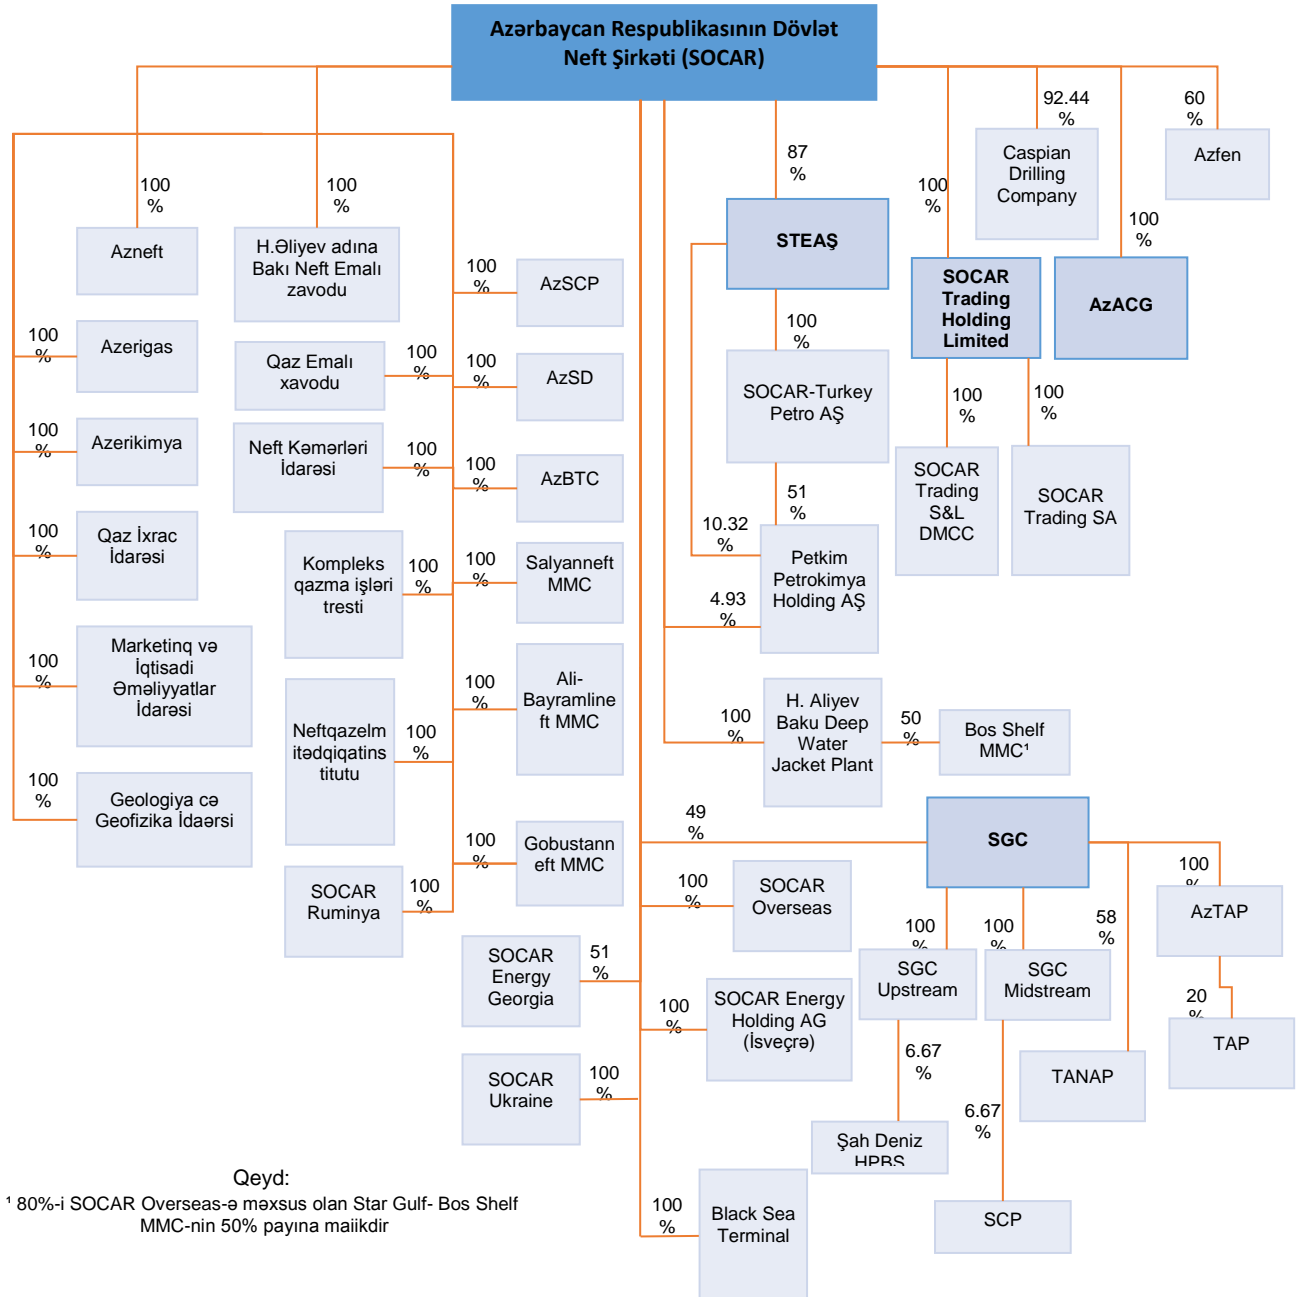 Azərbaycan Respublikasının Dövlət
Neft Şirkəti (SOCAR)
92.44
%
60
%
Caspian
Drilling
Company
Azfen
87
%
100
%
100
%
100
%
100
%
Azneft
H.Əliyev adına
Bakı Neft Emalı
zavodu
STEAŞ
SOCAR
Trading
Holding
Limited
AzACG
100
%
AzSCP
100
%
Azerigas
Qaz Emalı
xavodu
100
%
100
%
AzSD
100
%
SOCAR-Turkey
Petro AŞ
100
%
100
%
100
%
Azerikimya
Neft Kəmərləri
İdarəsi
100
%
100
%
AzBTC
51
%
SOCAR
Trading
S&L
DMCC
SOCAR
Trading SA
100
%
Qaz İxrac
İdarəsi
Kompleks
qazma işləri
tresti
100
%
100
%
Salyanneft
MMC
10.32
%
4.93
%
Petkim
Petrokimya
Holding AŞ
100
%
Marketinq və
İqtisadi
Əməliyyatlar
İdarəsi
Neftqazelm
itədqiqatins
titutu
100
%
100
%
Ali-
Bayramline
ft MMC
100
%
H. Aliyev
Baku Deep
Water
Jacket Plant
50
%
Bos Shelf
MMC¹
100
%
Geologiya cə
Geofizika İdaərsi
49
%
SGC
100
%
Gobustann
eft MMC
SOCAR
Ruminya
100
%
100
%
SOCAR
Overseas
100
%
AzTAP
100
%
100
%
58
%
SOCAR
Energy
Georgia
51
%
SGC
Upstream
SGC
Midstream
100
%
SOCAR Energy
Holding AG
(İsveçrə)
20
%
TAP
6.67
%
TANAP
SOCAR
Ukraine
100
%
6.67
%
Şah Deniz
HPBS
100
%
Black Sea
Terminal
SCP
Qeyd:
¹ 80%-i SOCAR Overseas-ə məxsus olan Star Gulf- Bos Shelf
MMC-nin 50% payına maiikdir